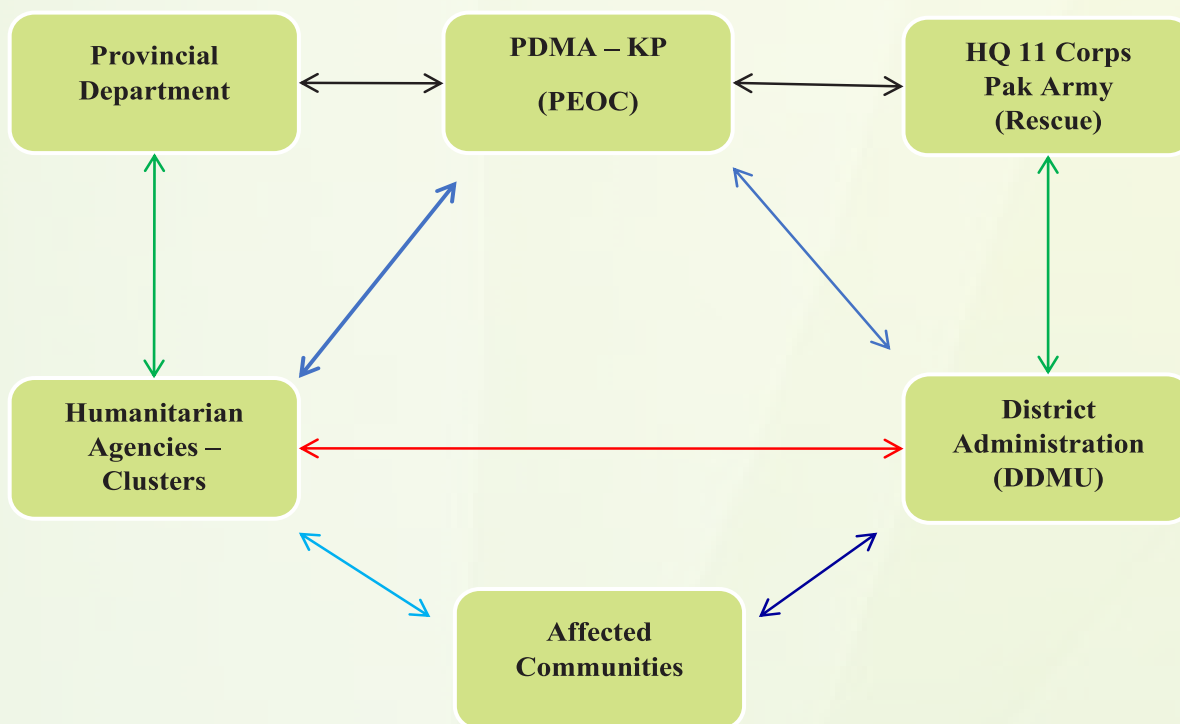 Provincial
Department
PDMA – KP
(PEOC)
HQ 11 Corps
Pak Army
(Rescue)
Humanitarian
Agencies –
Clusters
District
Administration
(DDMU)
Affected
Communities